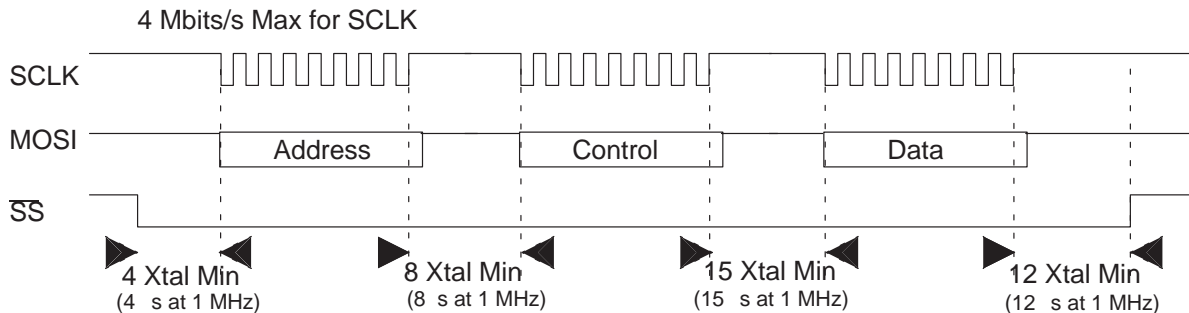 4 Mbits/s Max for SCLK
SCLK
MOSI
Address
Control
Data
SS
4 Xtal Min
(4 s at 1 MHz)
8 Xtal Min
(8 s at 1 MHz)
15 Xtal Min
(15 s at 1 MHz)
12 Xtal Min
(12 s at 1 MHz)